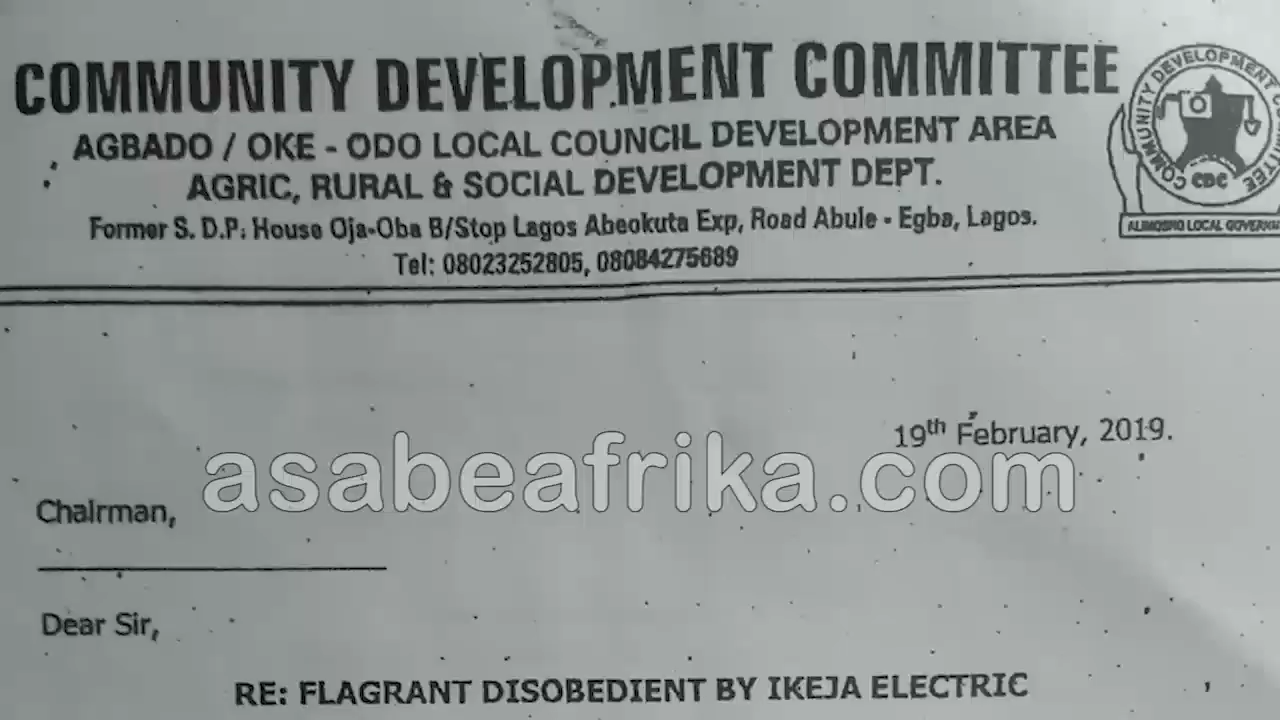 COMMUNITY DEVELOPMENT COMMITTEE
AGBADO / OKE - ODO LOCAL COUNCIL DEVELOPMENT AREA
AGRIC, RURAL & SOCIAL DEVELOPMENT DEPT.
Former S. D.P. House Oja-Oba B/Stop Lagos Abeokuta Exp, Road Abule - Egba, Lagos.
Tel: 08023252805, 08084275689
COMMUNITY DEVELOPMENT COMMITTEE
CDC
ALIMOSHO LOCAL
19th February, 2019.
asabeafrika.com
Chairman,
Dear Sir,
RE: FLAGRANT DISOBEDIENT BY IKEJA ELECTRIC